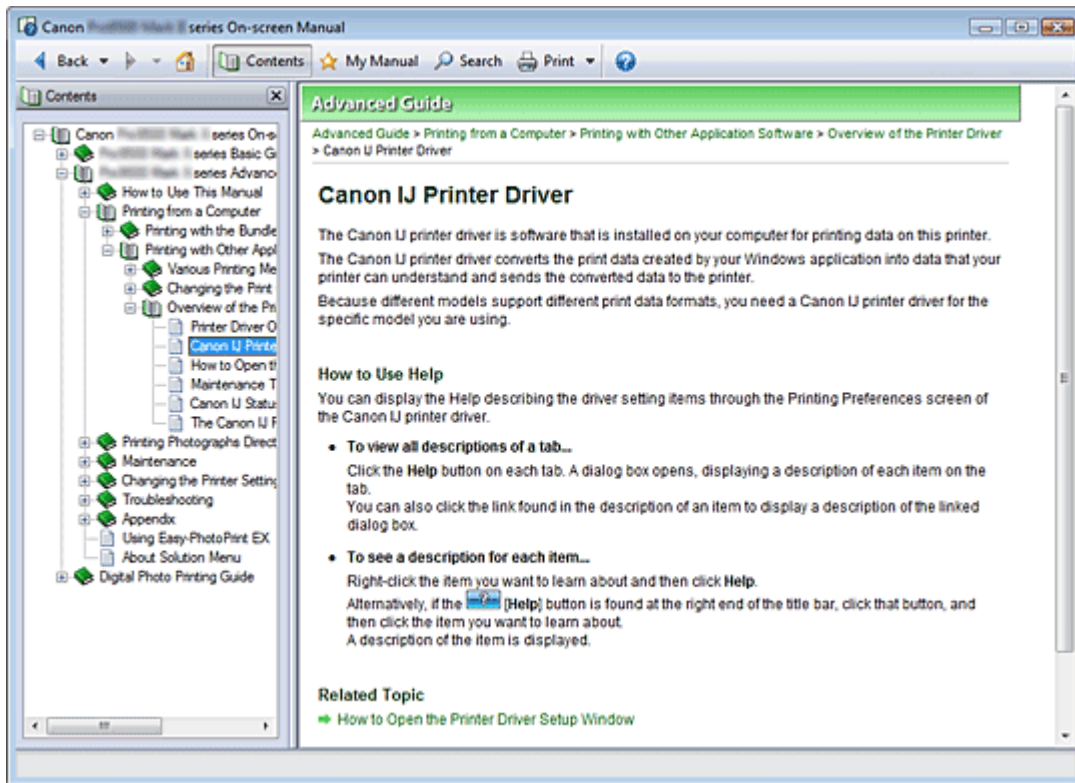 Canon series On-screen Manual
Back Contents My Manual Search Print
Contents
Canon series On-s
series Basic G
series Advanc
How to Use This Manual
Printing from a Computer
Printing with the Bundle
Printing with Other Appl
Various Printing Me
Changing the Print
Overview of the Prin
Printer Driver O
Canon IJ Printe
How to Open th
Maintenance T
Canon IJ Statu
The Canon IJ P
Printing Photographs Direct
Maintenance
Changing the Printer Setting
Troubleshooting
Appendix
Using Easy-PhotoPrint EX
About Solution Menu
Digital Photo Printing Guide
Advanced Guide
Advanced Guide > Printing from a Computer > Printing with Other Application Software > Overview of the Printer Driver
> Canon IJ Printer Driver
Canon IJ Printer Driver
The Canon IJ printer driver is software that is installed on your computer for printing data on this printer.
The Canon IJ printer driver converts the print data created by your Windows application into data that your
printer can understand and sends the converted data to the printer.
Because different models support different print data formats, you need a Canon IJ printer driver for the
specific model you are using.
How to Use Help
You can display the Help describing the driver setting items through the Printing Preferences screen of
the Canon IJ printer driver.
• To view all descriptions of a tab...
Click the Help button on each tab. A dialog box opens, displaying a description of each item on the
tab.
You can also click the link found in the description of an item to display a description of the linked
dialog box.
• To see a description for each item...
Right-click the item you want to learn about and then click Help.
Alternatively, if the ? [Help] button is found at the right end of the title bar, click that button, and
then click the item you want to learn about.
A description of the item is displayed.
Related Topic
How to Open the Printer Driver Setup Window